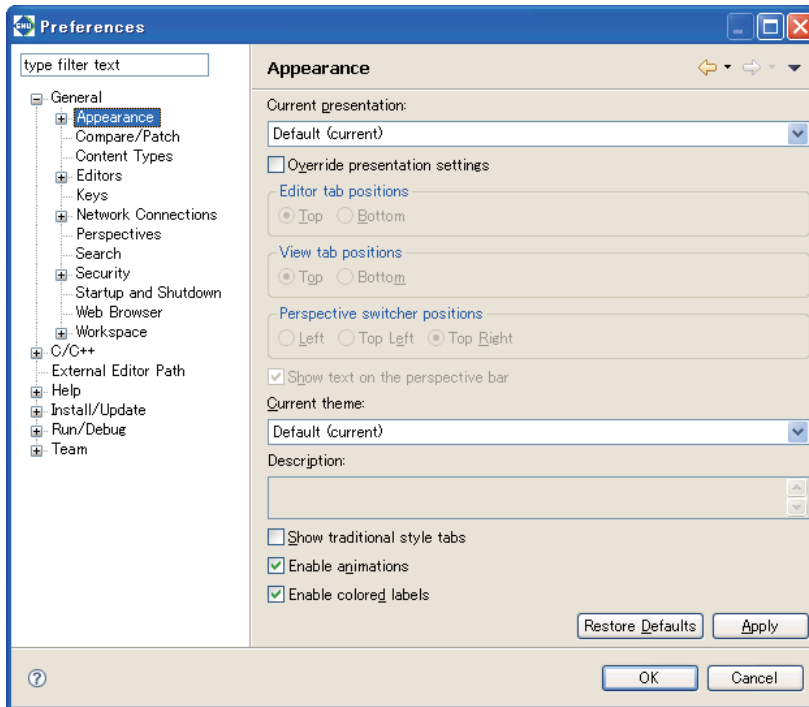 GNU
Preferences
type filter text
General
Appearance
Compare/Patch
Content Types
Editors
Keys
Network Connections
Perspectives
Search
Security
Startup and Shutdown
Web Browser
Workspace
C/C++
External Editor Path
Help
Install/Update
Run/Debug
Team
Appearance
Current presentation:
Default (current)
Override presentation settings
Editor tab positions
Top Bottom
View tab positions
Top Bottom
Perspective switcher positions
Left Top Left Top Right
Show text on the perspective bar
Current theme:
Default (current)
Description:
Show traditional style tabs
Enable animations
Enable colored labels
Restore Defaults Apply
?
OK Cancel